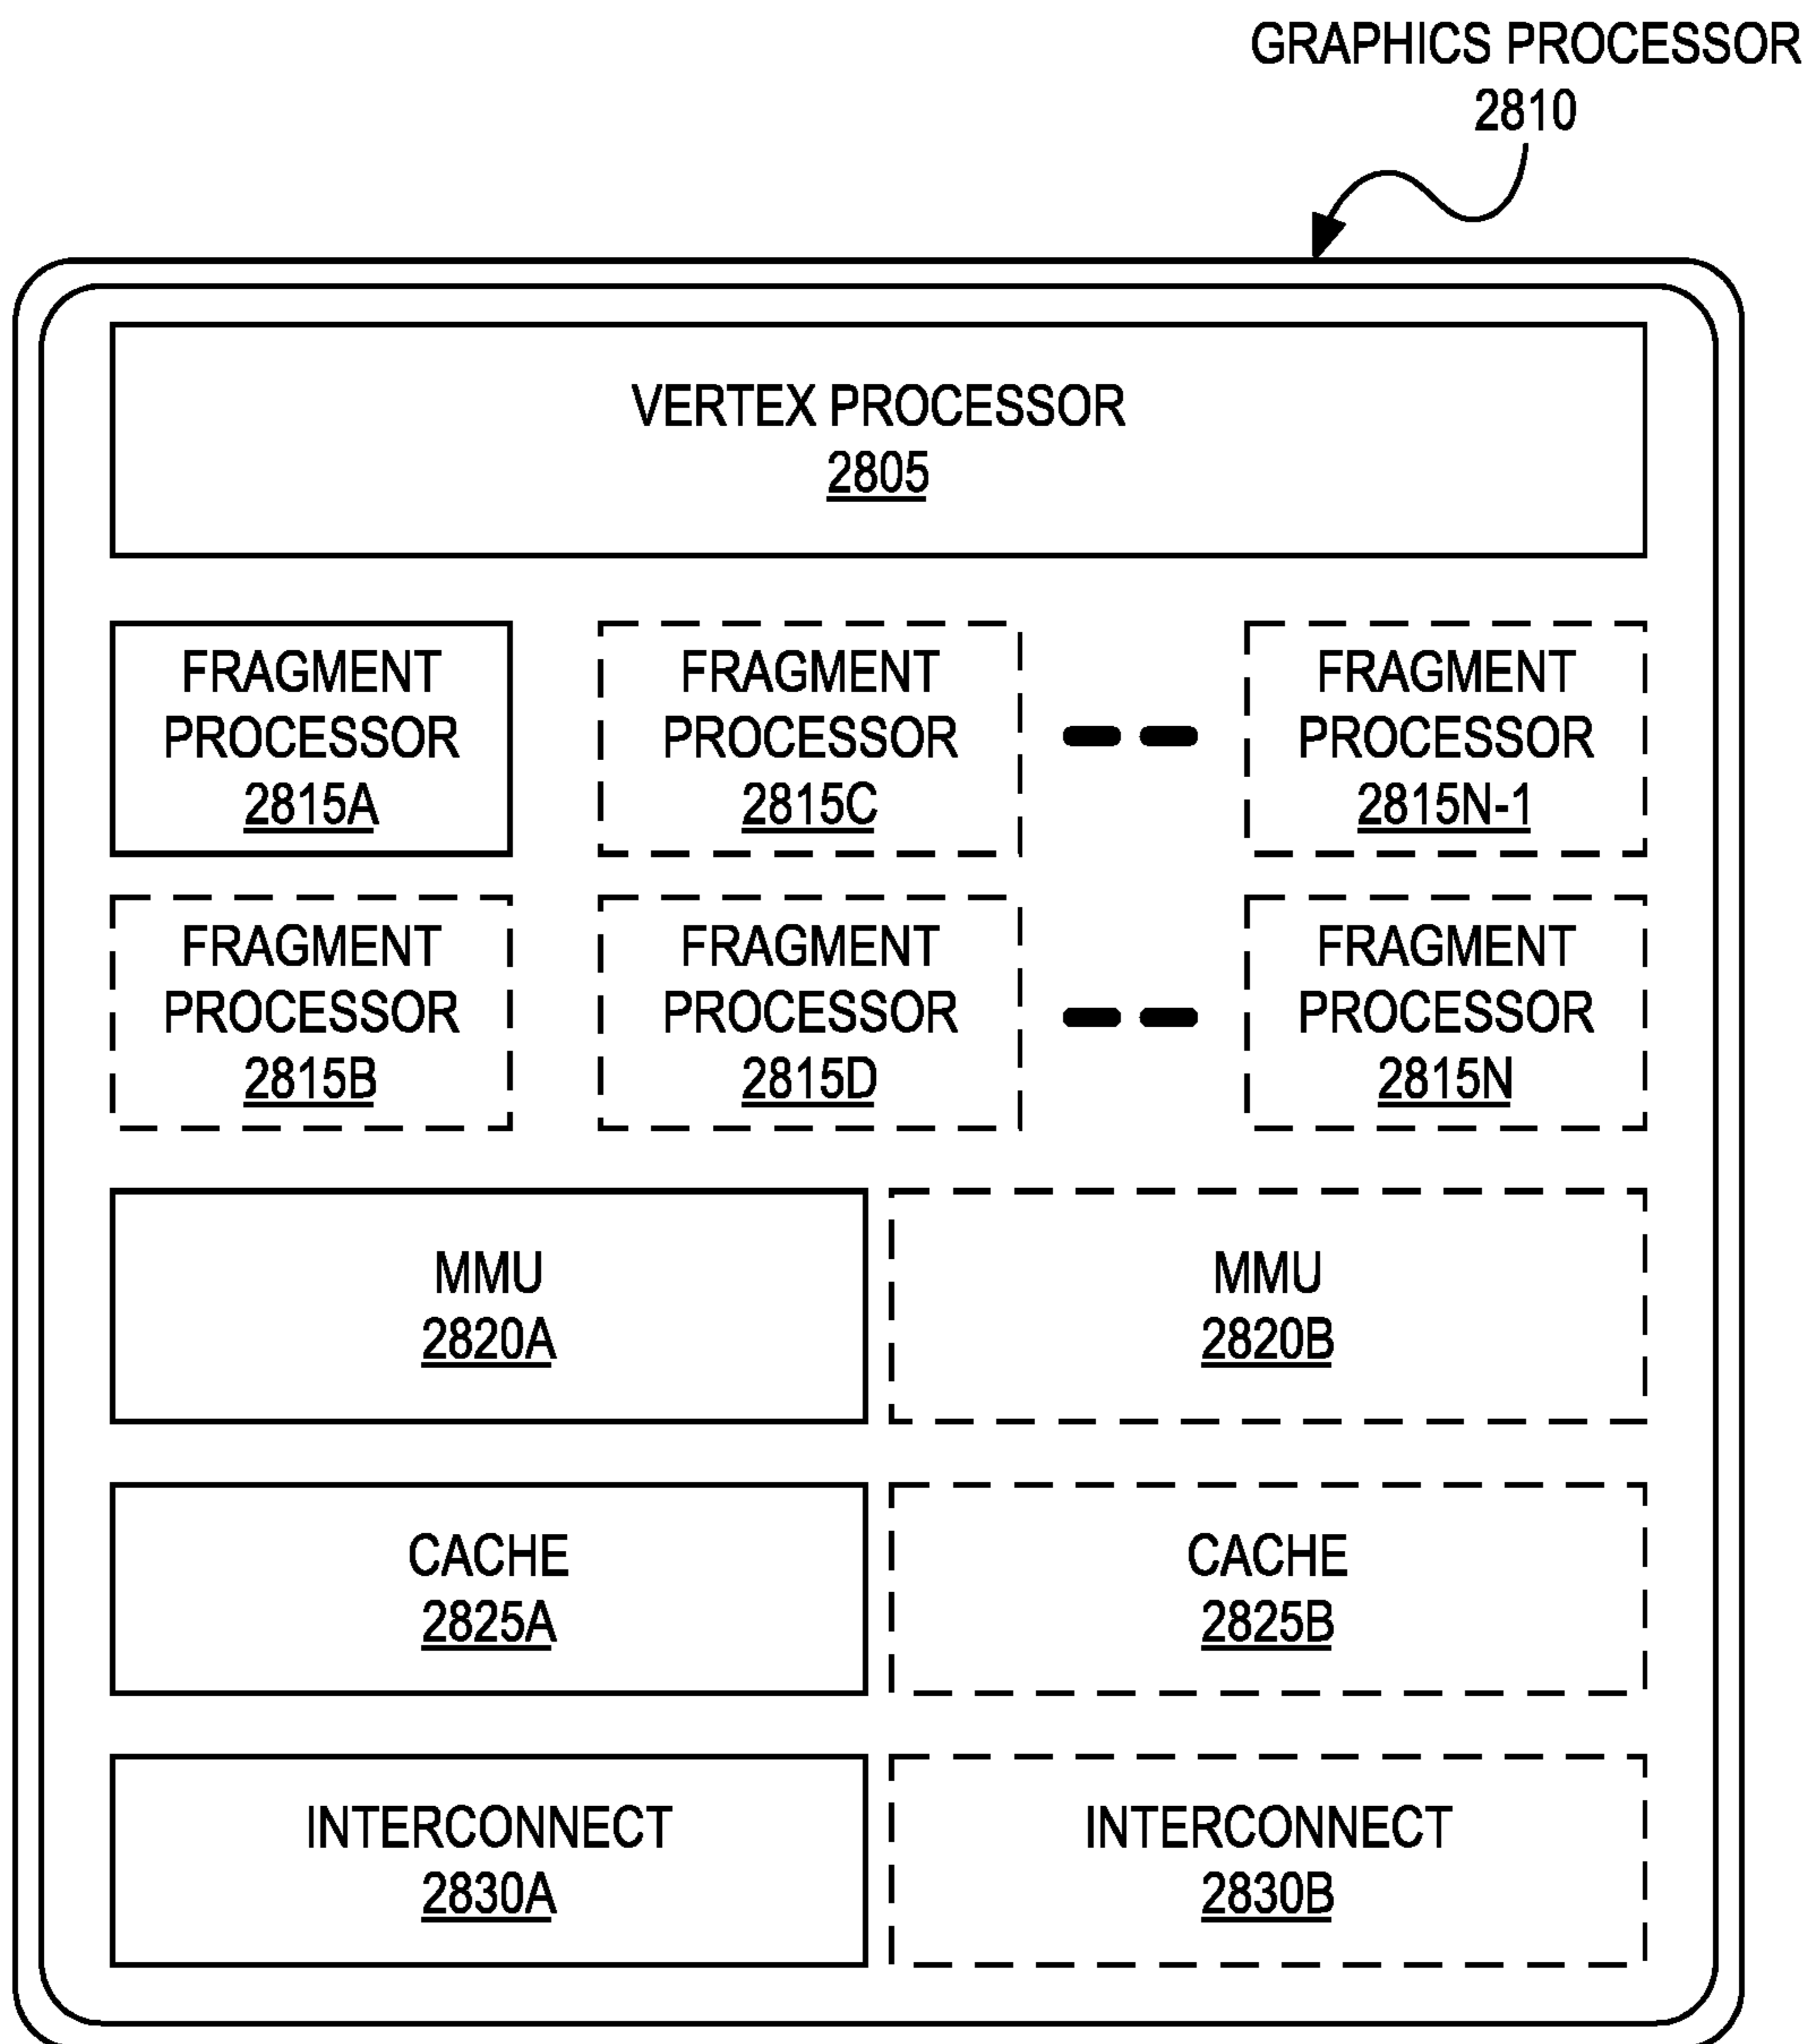 GRAPHICS PROCESSOR
2810
VERTEX PROCESSOR
2805
FRAGMENT
PROCESSOR
2815A
FRAGMENT
PROCESSOR
2815C
FRAGMENT
PROCESSOR
2815N-1
FRAGMENT
PROCESSOR
2815B
FRAGMENT
PROCESSOR
2815D
FRAGMENT
PROCESSOR
2815N
MMU
2820A
MMU
2820B
CACHE
2825A
CACHE
2825B
INTERCONNECT
2830A
INTERCONNECT
2830B